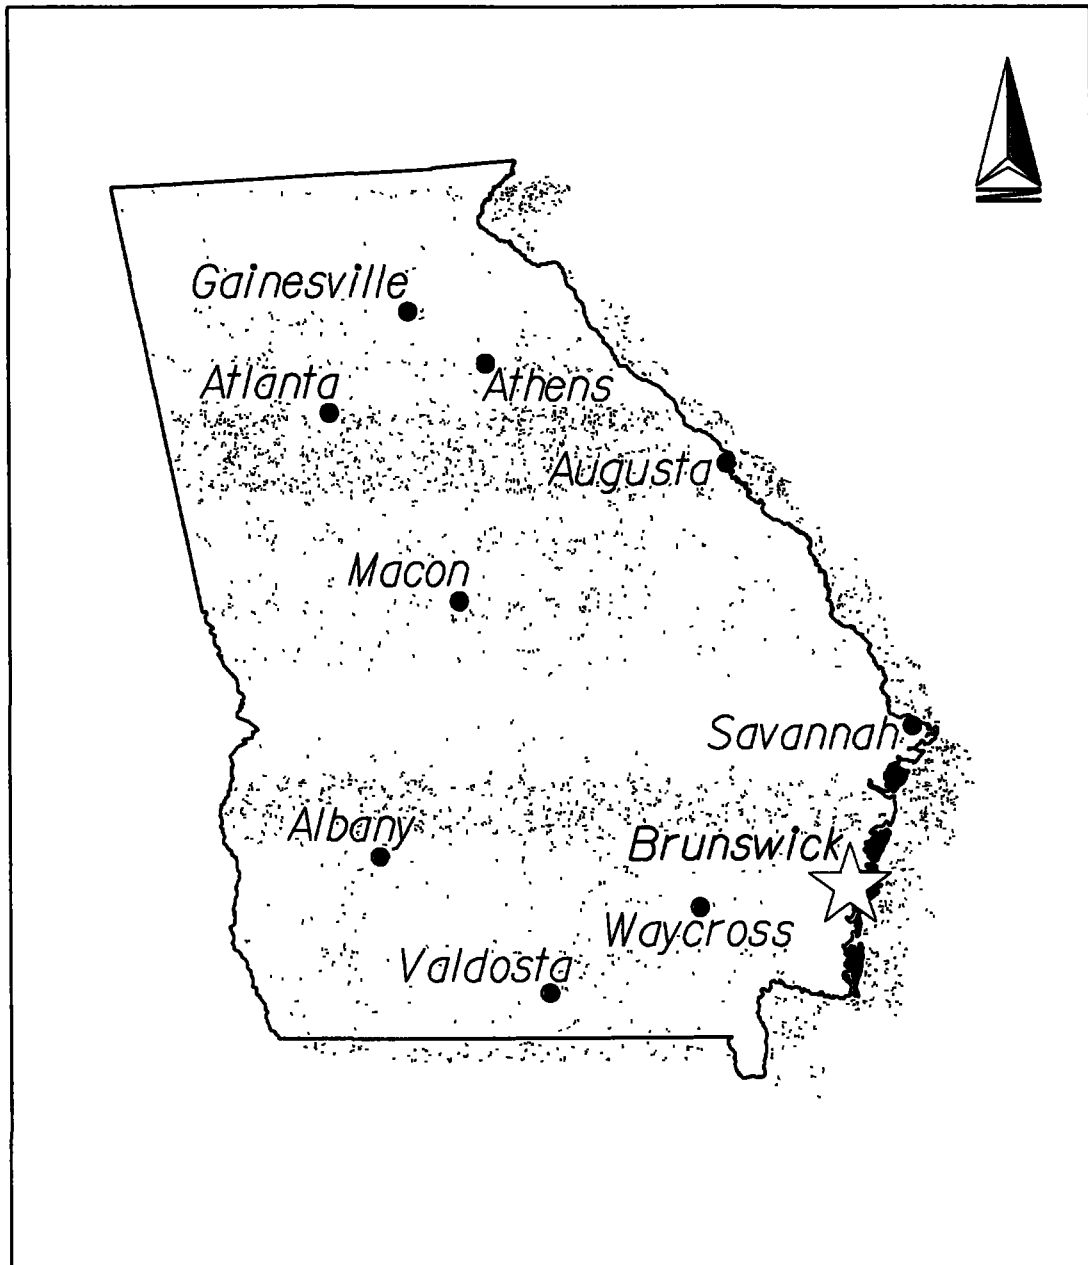 Gainesville
Atlanta
Athens
Augusta
Macon
Savannah
Albany
Brunswick
Waycross
Valdosta